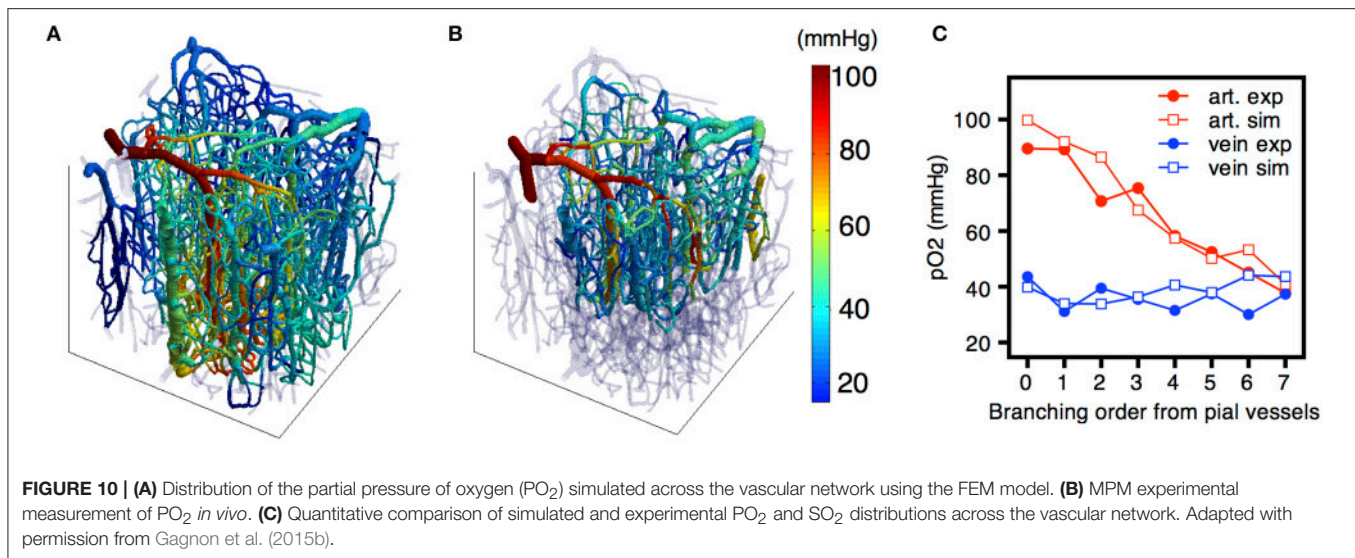 A
B
(mmHg)
100
80
60
40
20
C
art. exp
art. sim
vein exp
vein sim
pO2 (mmHg)
100
80
60
40
20
0 1 2 3 4 5 6 7
Branching order from pial vessels
FIGURE 10 | (A) Distribution of the partial pressure of oxygen (PO₂) simulated across the vascular network using the FEM model. (B) MPM experimental
measurement of PO₂ in vivo. (C) Quantitative comparison of simulated and experimental PO₂ and SO₂ distributions across the vascular network. Adapted with
permission from Gagnon et al. (2015b).